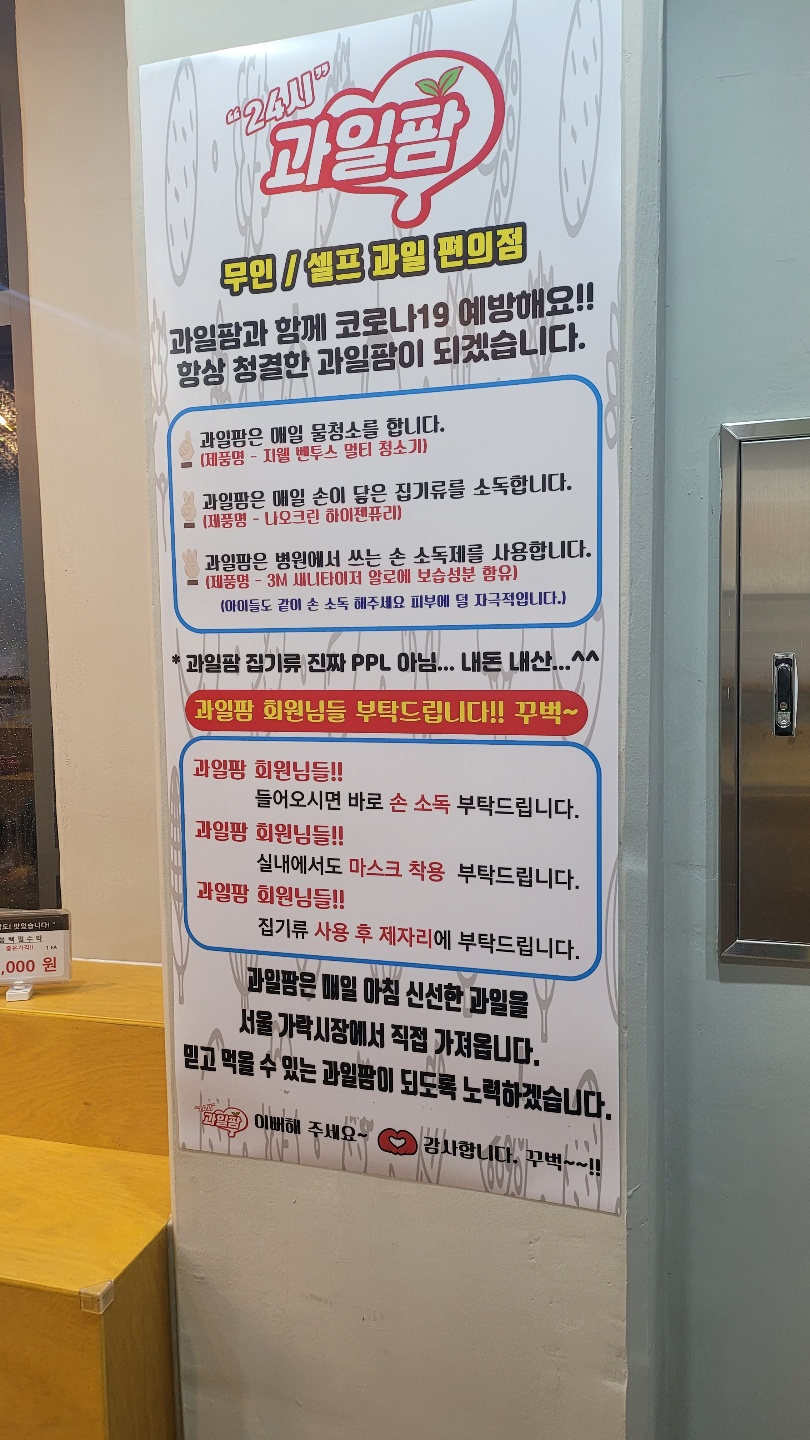 "24시"
과일팜
무인 / 셀프 과일 편의점
과일팜과 함께 코로나19 예방해요!!
항상 청결한 과일팜이 되겠습니다.
과일팜은 매일 물청소를 합니다.
(제품명 - 지웰 벤투스 멀티 청소기)
과일팜은 매일 손이 닿은 집기류를 소독합니다.
(제품명 - 나오크린 하이젠퓨리)
과일팜은 병원에서 쓰는 손 소독제를 사용합니다.
(제품명 - 3M 새니타이저 알로에 보습성분 함유)
(아이들도 같이 손 소독 해주세요 피부에 덜 자극적입니다.)
* 과일팜 집기류 진짜 PPL 아님... 내돈 내산...^^
과일팜 회원님들 부탁드립니다!! 꾸벅~
과일팜 회원님들!!
들어오시면 바로 손 소독 부탁드립니다.
과일팜 회원님들!!
실내에서도 마스크 착용 부탁드립니다.
과일팜 회원님들!!
집기류 사용 후 제자리에 부탁드립니다.
과일팜은 매일 아침 신선한 과일을
서울 가락시장에서 직접 가져옵니다.
믿고 먹을 수 있는 과일팜이 되도록 노력하겠습니다.
과일팜 이뻐해 주세요~ 감사합니다. 꾸벅~~!!
맛있습니다!"
좋은가격!! 1 EA
,000 원